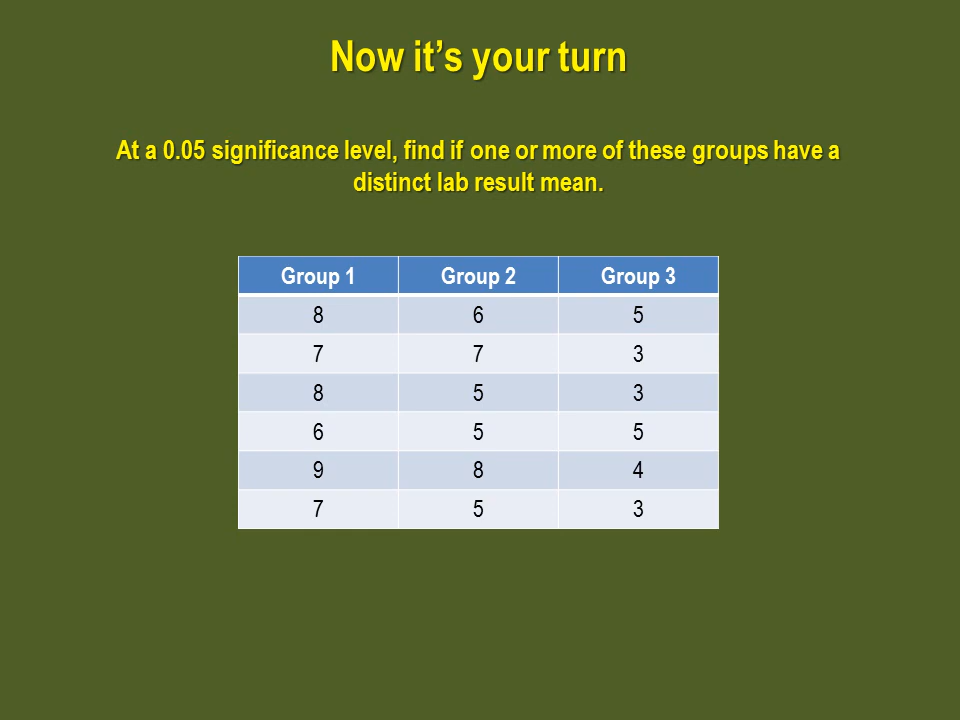 Now it’s your turn
At a 0.05 significance level, find if one or more of these groups have a
distinct lab result mean.
Group 1 Group 2 Group 3
8 6 5
7 7 3
8 5 3
6 5 5
9 8 4
7 5 3